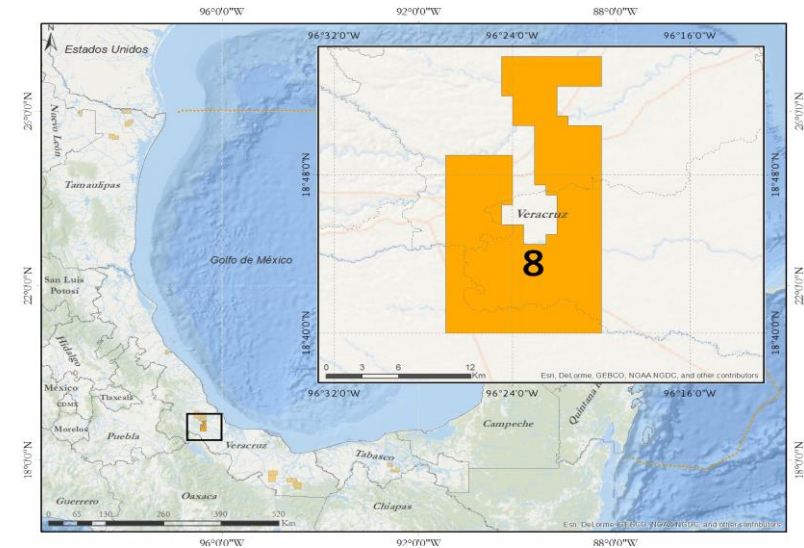 96°0'0"W 92°0'0"W 88°0'0"W
N
Estados Unidos
96°32'0"W 96°24'0"W 96°16'0"W
26°0'0"N 26°0'0"N
Nuevo León
Tamaulipas
18°48'0"N 18°48'0"N
Veracruz
Golfo de México
8
San Luis
Potosí
22°0'0"N 22°0'0"N
18°40'0"N 18°40'0"N
Hidalgo
0 3 6 12
Km
Esri, DeLorme, GEBCO, NOAA NGDC, and other contributors
96°32'0"W 96°24'0"W 96°16'0"W
México
CDMX
Tlaxcala
Morelos
Puebla
Veracruz
Tabasco
Campeche
Quintana
18°0'0"N 18°0'0"N
Guerrero
Oaxaca
Chiapas
0 65 130 260 390 520
Km
Esri, DeLorme, GEBCO, NOAA NGDC, and other contributors
96°0'0"W 92°0'0"W 88°0'0"W